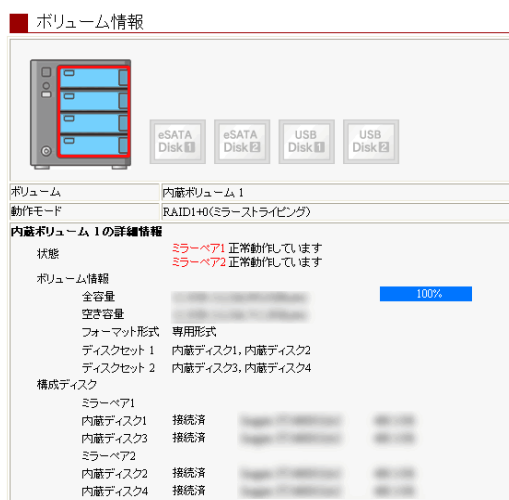 ボリューム情報
eSATA Disk1 eSATA Disk2 USB Disk1 USB Disk2
ボリューム 内蔵ボリューム 1
動作モード RAID1+0(ミラーストライピング)
内蔵ボリューム 1の詳細情報
状態 ミラーペア1 正常動作しています
ミラーペア2 正常動作しています
ボリューム情報
全容量 100%
空き容量
フォーマット形式 専用形式
ディスクセット 1 内蔵ディスク1, 内蔵ディスク2
ディスクセット 2 内蔵ディスク3, 内蔵ディスク4
構成ディスク
ミラーペア1
内蔵ディスク1 接続済
内蔵ディスク3 接続済
ミラーペア2
内蔵ディスク2 接続済
内蔵ディスク4 接続済